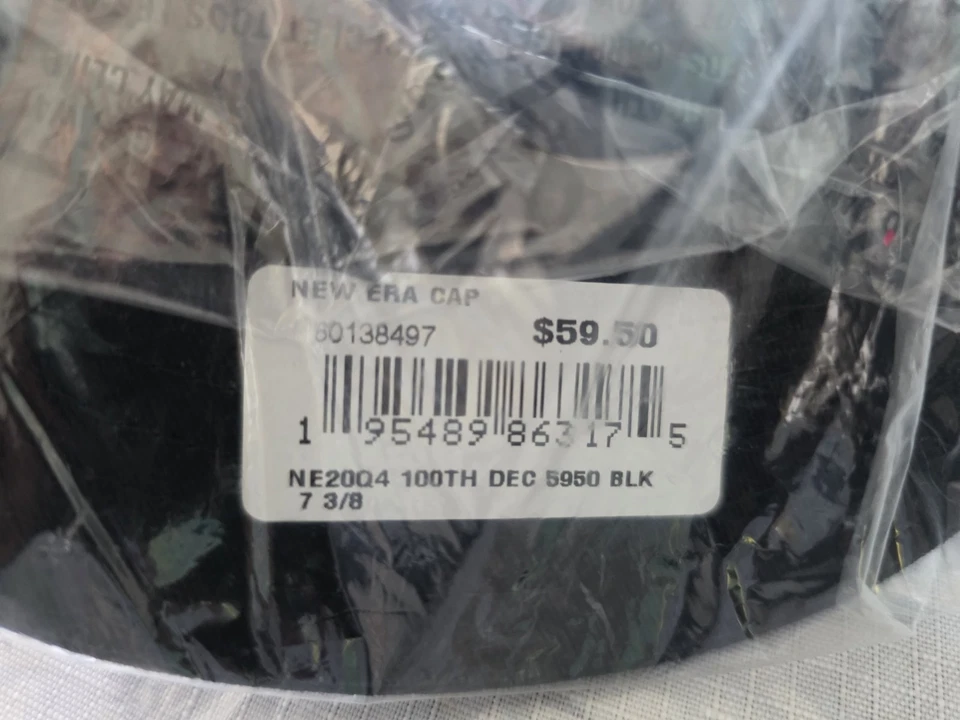 NEW ERA CAP
60138497 $59.50
1 95489 86317 5
NE20Q4 100TH DEC 5950 BLK
7 3/8